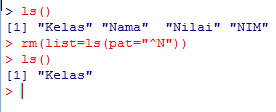 > ls()
[1] "Kelas" "Nama"  "Nilai" "NIM"
> rm(list=ls(pat="^N"))
> ls()
[1] "Kelas"
>